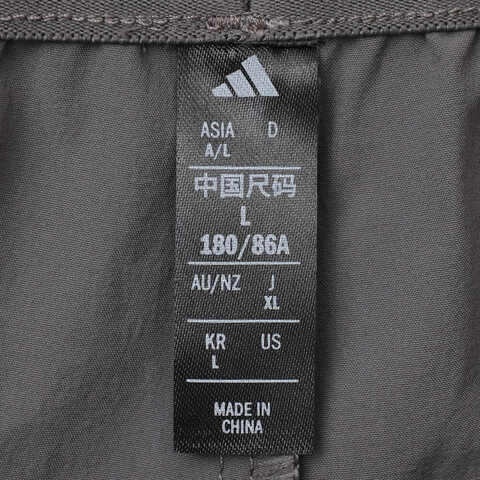 ASIA D
A/L
中国尺码
L
180/86A
AU/NZ J
XL
KR US
L
MADE IN
CHINA